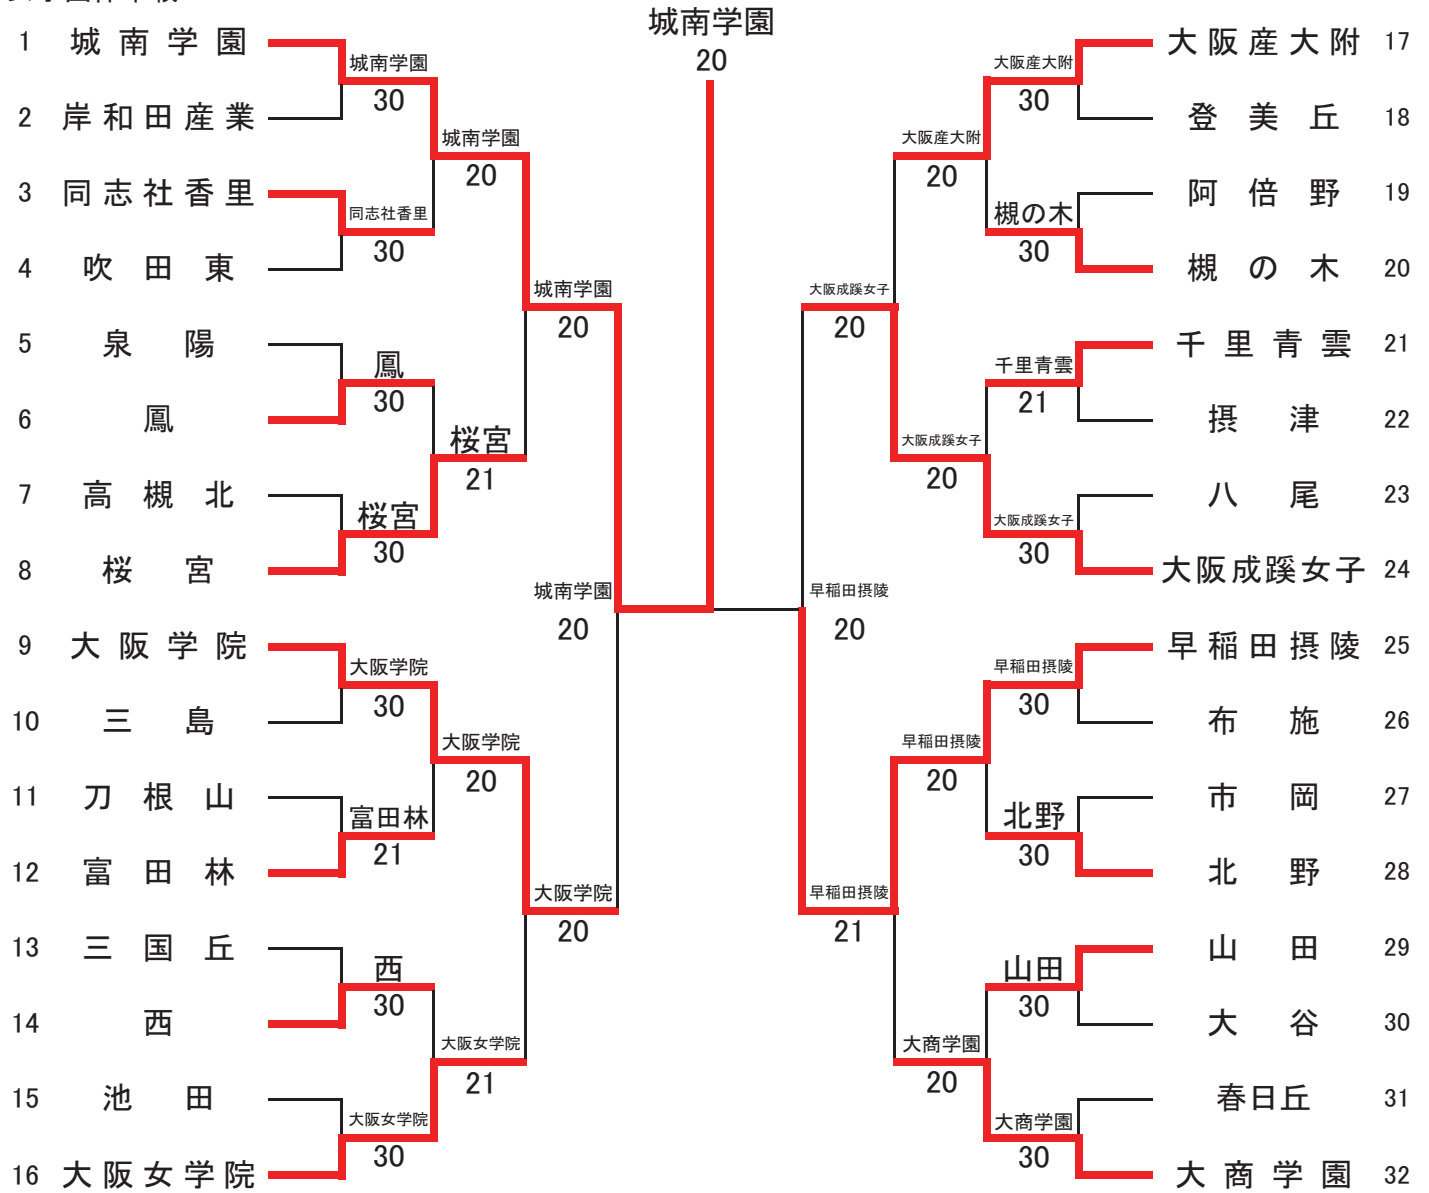 城南学園
20
1 城南学園
2 岸和田産業
3 同志社香里
4 吹田東
5 泉陽
6 鳳
7 高槻北
8 桜宮
9 大阪学院
10 三島
11 刀根山
12 富田林
13 三国丘
14 西
15 池田
16 大阪女学院
城南学園
30
同志社香里
30
鳳
30
桜宮
30
大阪学院
30
富田林
21
西
30
大阪女学院
30
城南学園
20
桜宮
21
大阪学院
20
大阪女学院
21
城南学園
20
大阪学院
20
城南学園
20
早稲田摂陵
20
大阪成蹊女子
20
早稲田摂陵
21
大阪産大附
20
大阪成蹊女子
20
早稲田摂陵
20
大商学園
20
大阪産大附
30
槻の木
30
千里青雲
21
大阪成蹊女子
30
早稲田摂陵
30
北野
30
山田
30
大商学園
30
大阪産大附 17
登美丘 18
阿倍野 19
槻の木 20
千里青雲 21
摂津 22
八尾 23
大阪成蹊女子 24
早稲田摂陵 25
布施 26
市岡 27
北野 28
山田 29
大谷 30
春日丘 31
大商学園 32